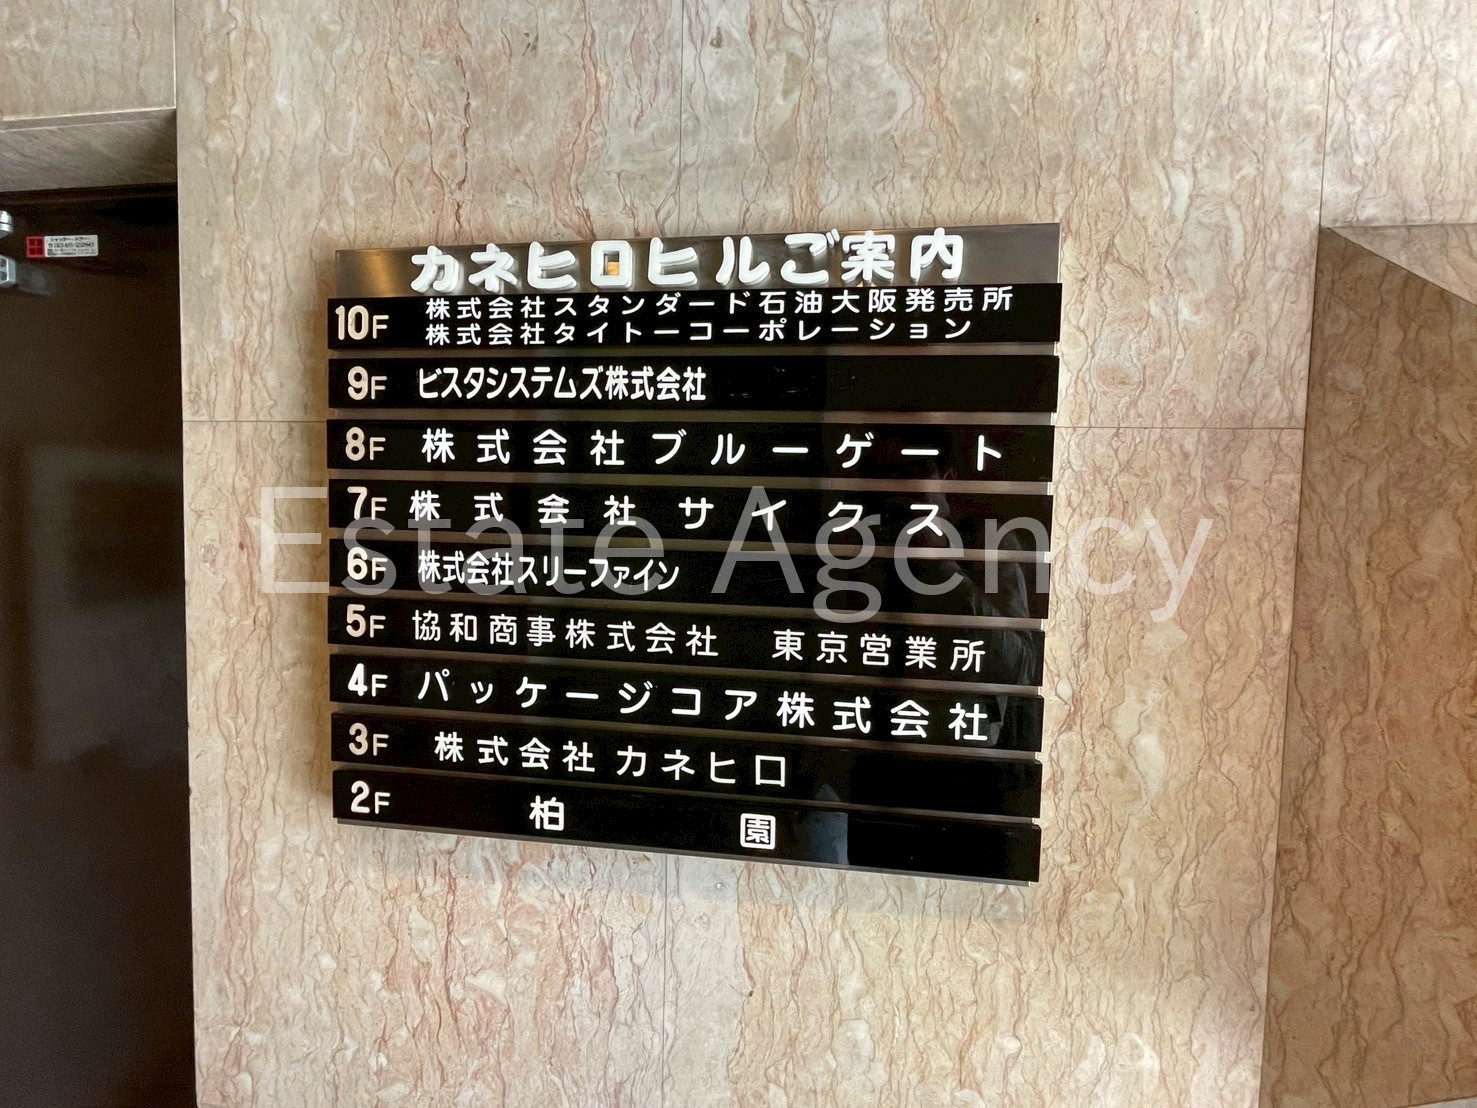 カネヒロビルご案内
10F 株式会社スタンダード石油大阪発売所
株式会社タイトーコーポレーション
9F ビスタシステムズ株式会社
8F 株式会社ブルーゲート
7F 株式会社サイクス
6F 株式会社スリーファイン
5F 協和商事株式会社 東京営業所
4F パッケージコア株式会社
3F 株式会社カネヒロ
2F 柏園
Estate Agency